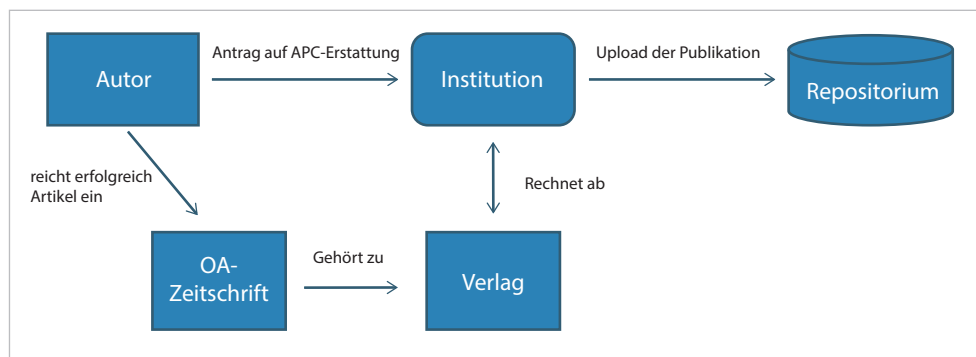 Autor
Antrag auf APC-Erstattung
Institution
Upload der Publikation
Repositorium
reicht erfolgreich
Artikel ein
Rechnet ab
OA-
Zeitschrift
Gehört zu
Verlag